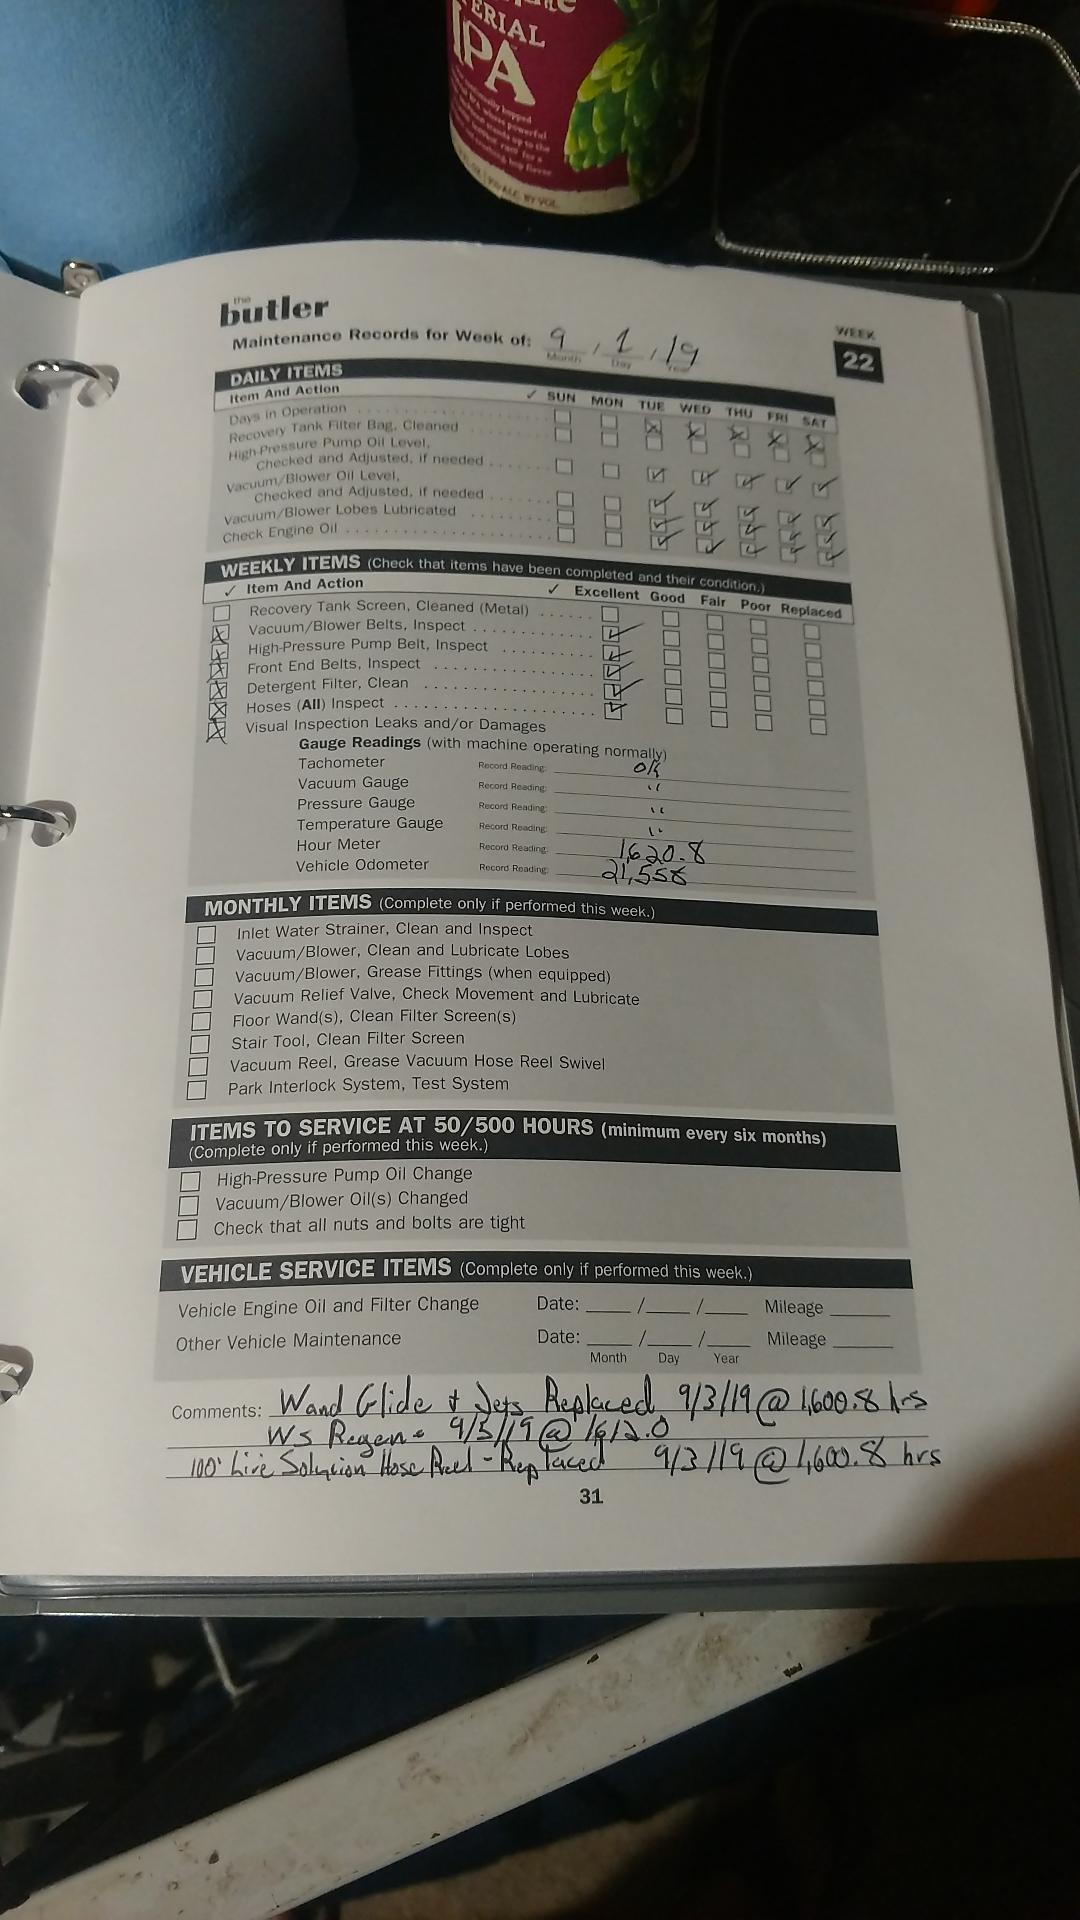 ERIAL
IPA
the
butler
Maintenance Records for Week of: 9 / 1 / 19
Month Day Year
WEEK
22
DAILY ITEMS
Item And Action ✓ SUN MON TUE WED THU FRI SAT
Days in Operation
Recovery Tank Filter Bag, Cleaned
High-Pressure Pump Oil Level,
Checked and Adjusted, if needed
Vacuum/Blower Oil Level,
Checked and Adjusted, if needed
Vacuum/Blower Lobes Lubricated
Check Engine Oil
WEEKLY ITEMS (Check that items have been completed and their condition.)
✓ Item And Action ✓ Excellent Good Fair Poor Replaced
Recovery Tank Screen, Cleaned (Metal)
Vacuum/Blower Belts, Inspect
High-Pressure Pump Belt, Inspect
Front End Belts, Inspect
Detergent Filter, Clean
Hoses (All) Inspect
Visual Inspection Leaks and/or Damages
Gauge Readings (with machine operating normally)
Tachometer Record Reading: OK
Vacuum Gauge Record Reading: "
Pressure Gauge Record Reading: "
Temperature Gauge Record Reading: "
Hour Meter Record Reading: 1,620.8
Vehicle Odometer Record Reading: 21,558
MONTHLY ITEMS (Complete only if performed this week.)
Inlet Water Strainer, Clean and Inspect
Vacuum/Blower, Clean and Lubricate Lobes
Vacuum/Blower, Grease Fittings (when equipped)
Vacuum Relief Valve, Check Movement and Lubricate
Floor Wand(s), Clean Filter Screen(s)
Stair Tool, Clean Filter Screen
Vacuum Reel, Grease Vacuum Hose Reel Swivel
Park Interlock System, Test System
ITEMS TO SERVICE AT 50/500 HOURS (minimum every six months)
(Complete only if performed this week.)
High-Pressure Pump Oil Change
Vacuum/Blower Oil(s) Changed
Check that all nuts and bolts are tight
VEHICLE SERVICE ITEMS (Complete only if performed this week.)
Vehicle Engine Oil and Filter Change Date: ____/____/____ Mileage ______
Other Vehicle Maintenance Date: ____/____/____ Mileage ______
Month Day Year
Comments: Wand Glide & Jets Replaced 9/3/19 @ 1,600.8 hrs
WS Regen - 9/5/19 @ 1612.0
100' Live Solution Hose Reel - Replaced 9/3/19 @ 1,600.8 hrs
31